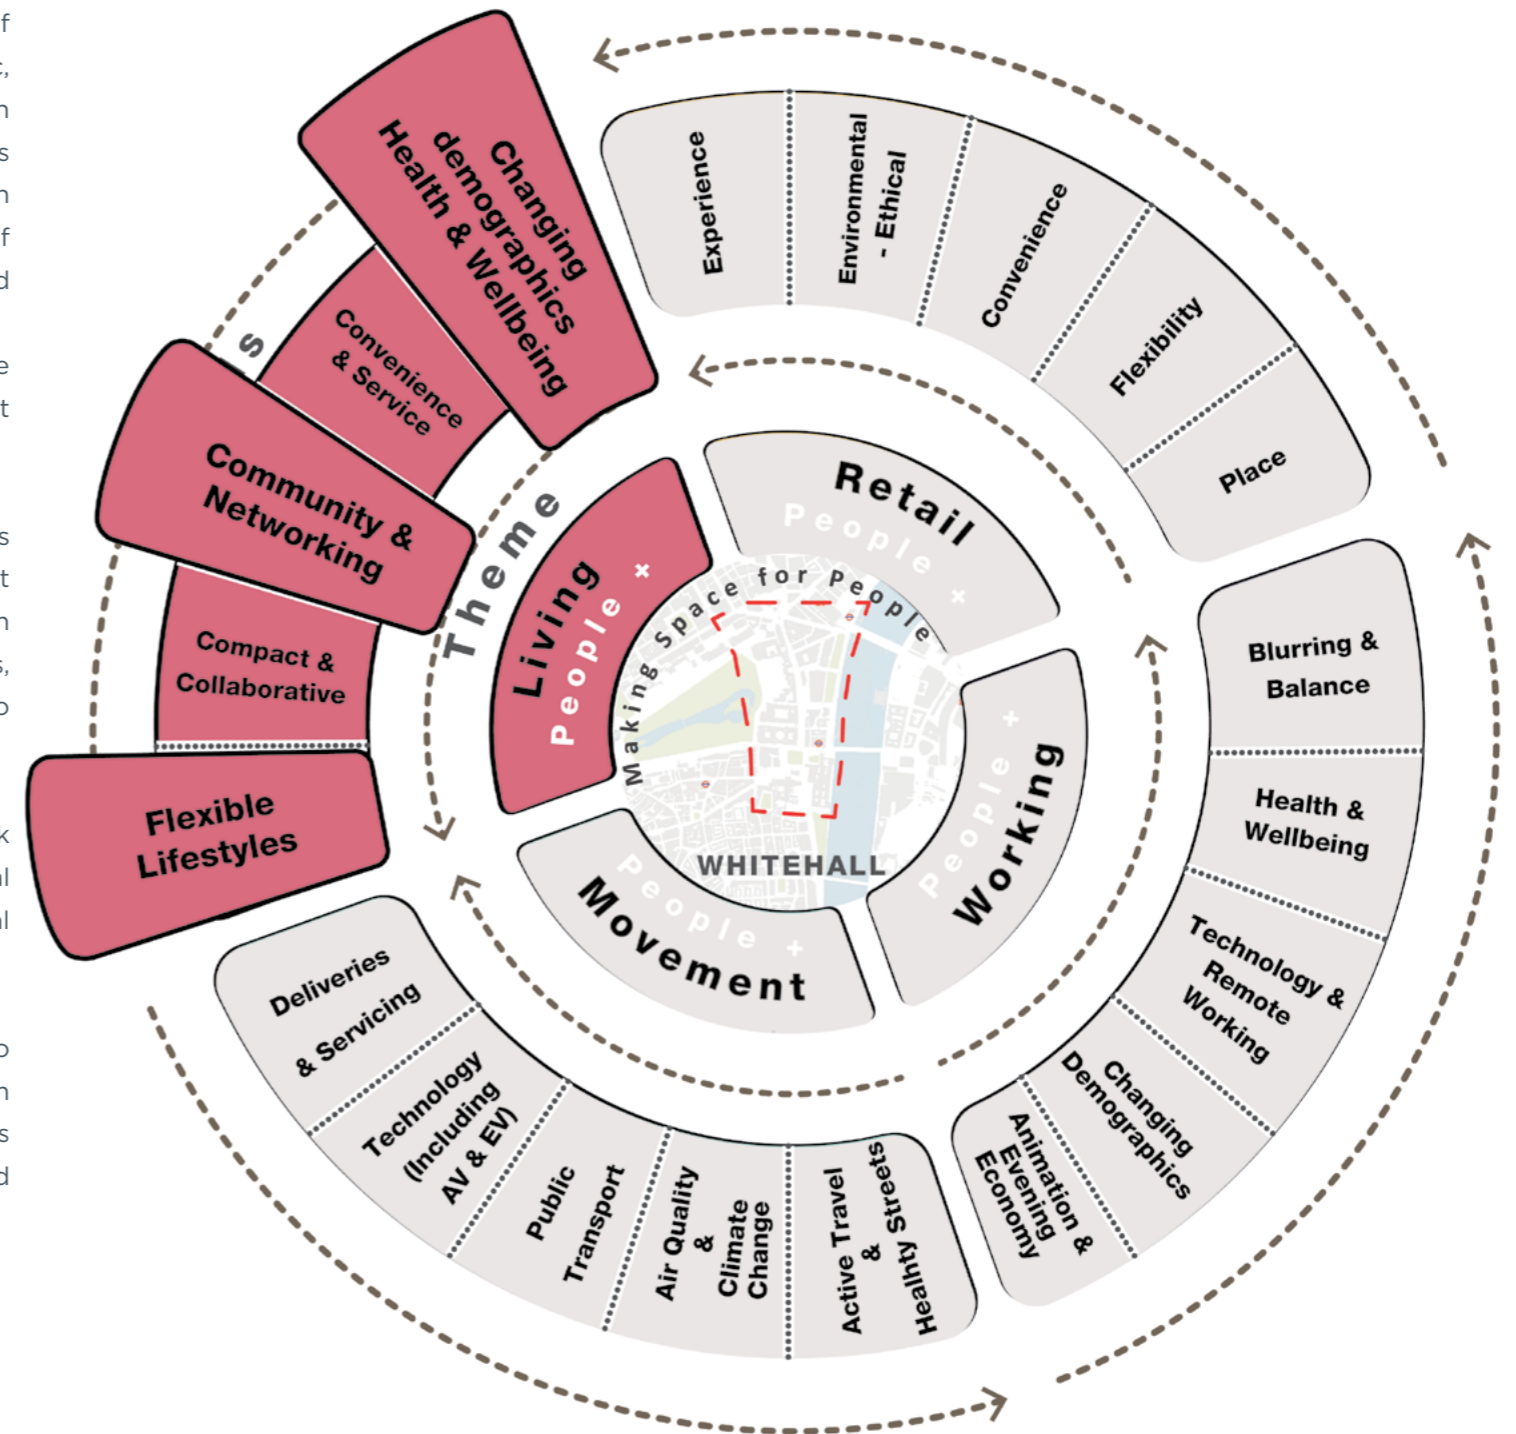 Changing
demographics
Health & Wellbeing
Convenience
& Service
Community &
Networking
Compact &
Collaborative
Flexible
Lifestyles
Theme
s
Experience
Environmental
- Ethical
Convenience
Flexibility
Place
Blurring &
Balance
Health &
Wellbeing
Technology &
Remote
Working
Changing
Demographics
Animation &
Evening
Economy
Active Travel
&
Healhty Streets
Air Quality
&
Climate
Change
Public
Transport
Technology
(Including
AV & EV)
Deliveries
& Servicing
Living
People +
Retail
People +
Working
People +
Movement
People +
Making Space for People
WHITEHALL